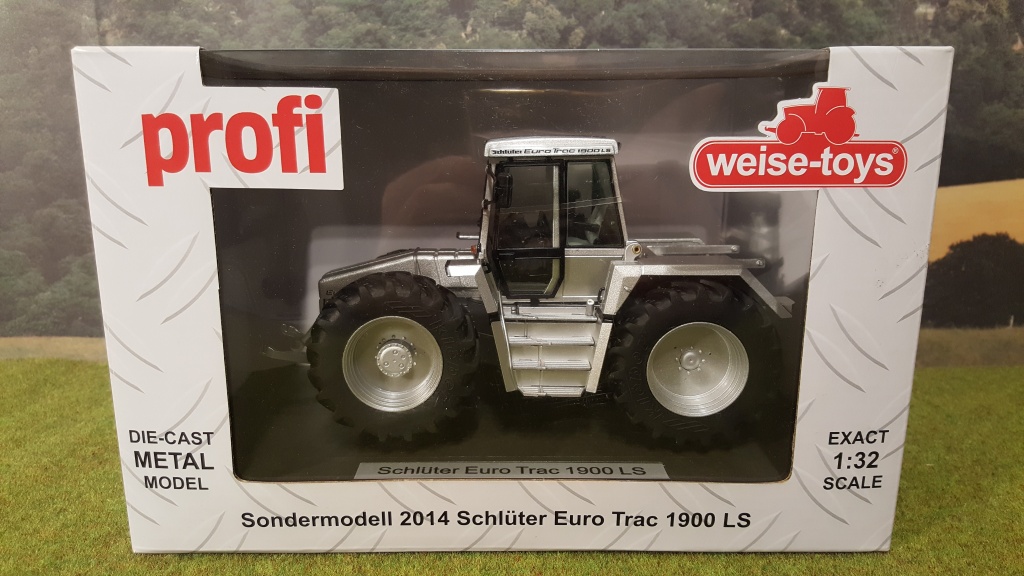 profi
weise-toys®
Schlüter Euro Trac 1900 LS
DIE-CAST
METAL
MODEL
EXACT
1:32
SCALE
Schlüter Euro Trac 1900 LS
Sondermodell 2014 Schlüter Euro Trac 1900 LS